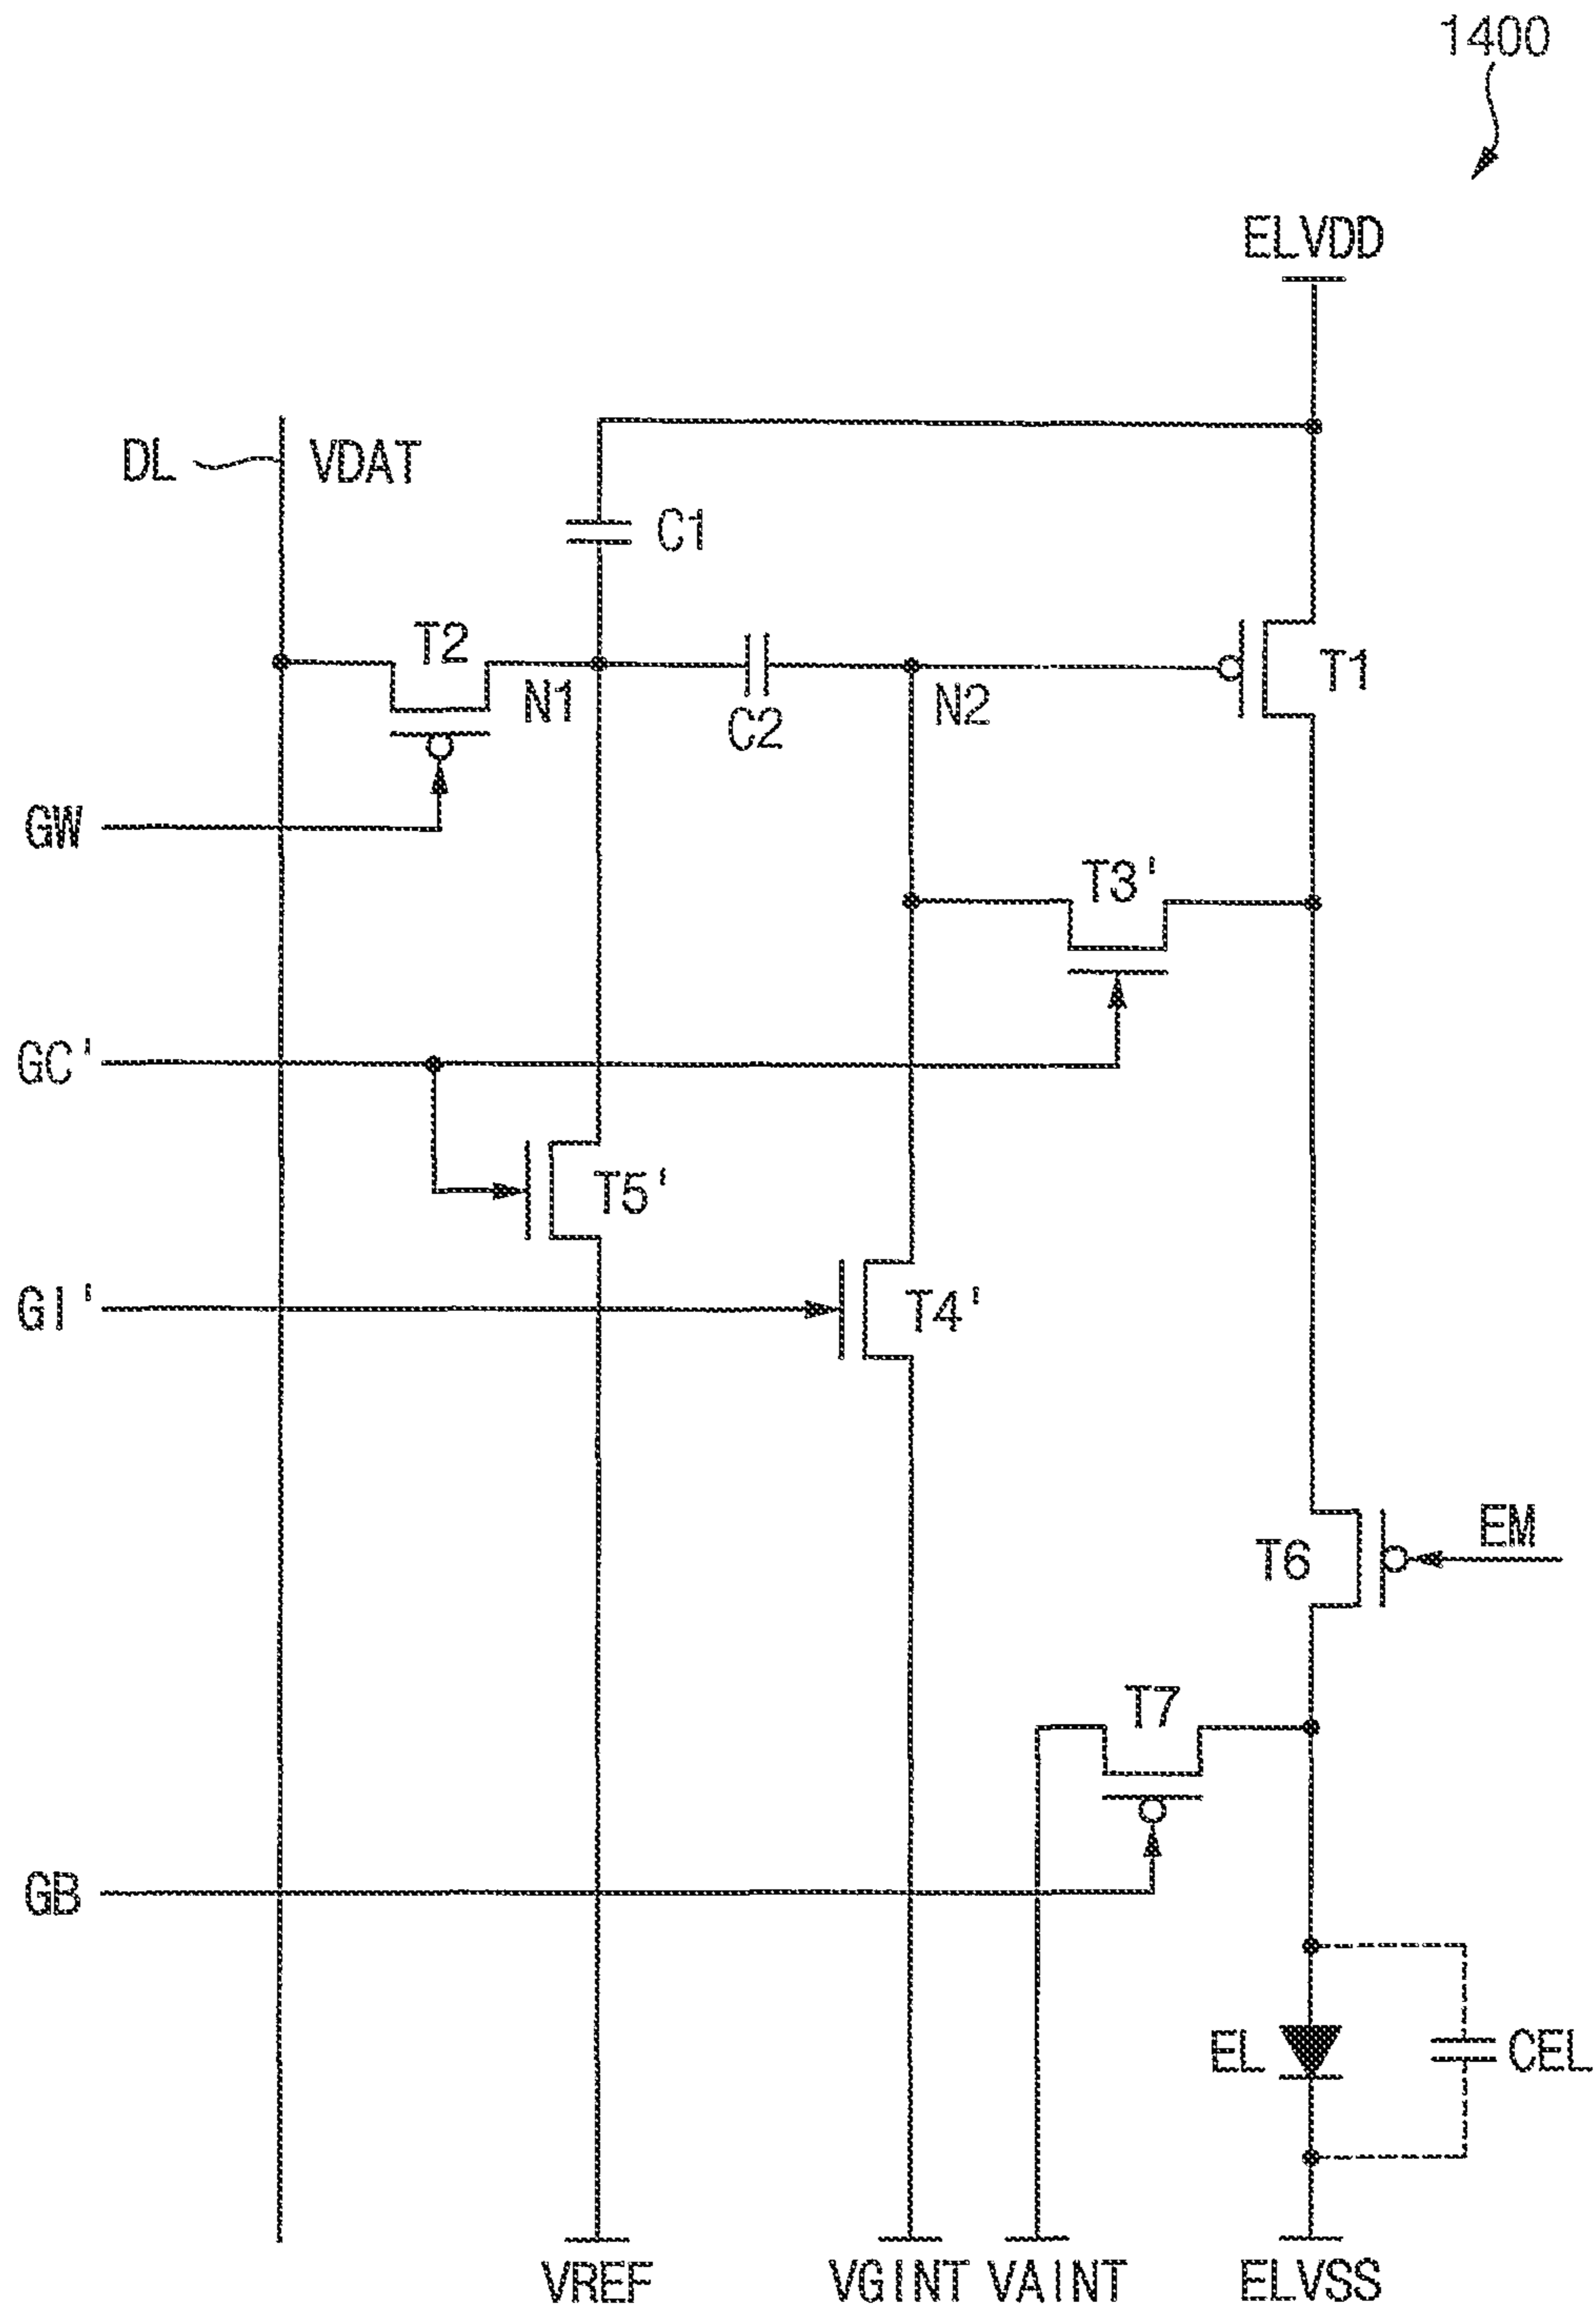 1400
ELVDD
DL
VDAT
C1
T2
N1
C2
N2
T1
GW
T3'
GC'
T5'
GI'
T4'
EM
T6
T7
GB
EL
CEL
VREF
VGINT
VAINT
ELVSS